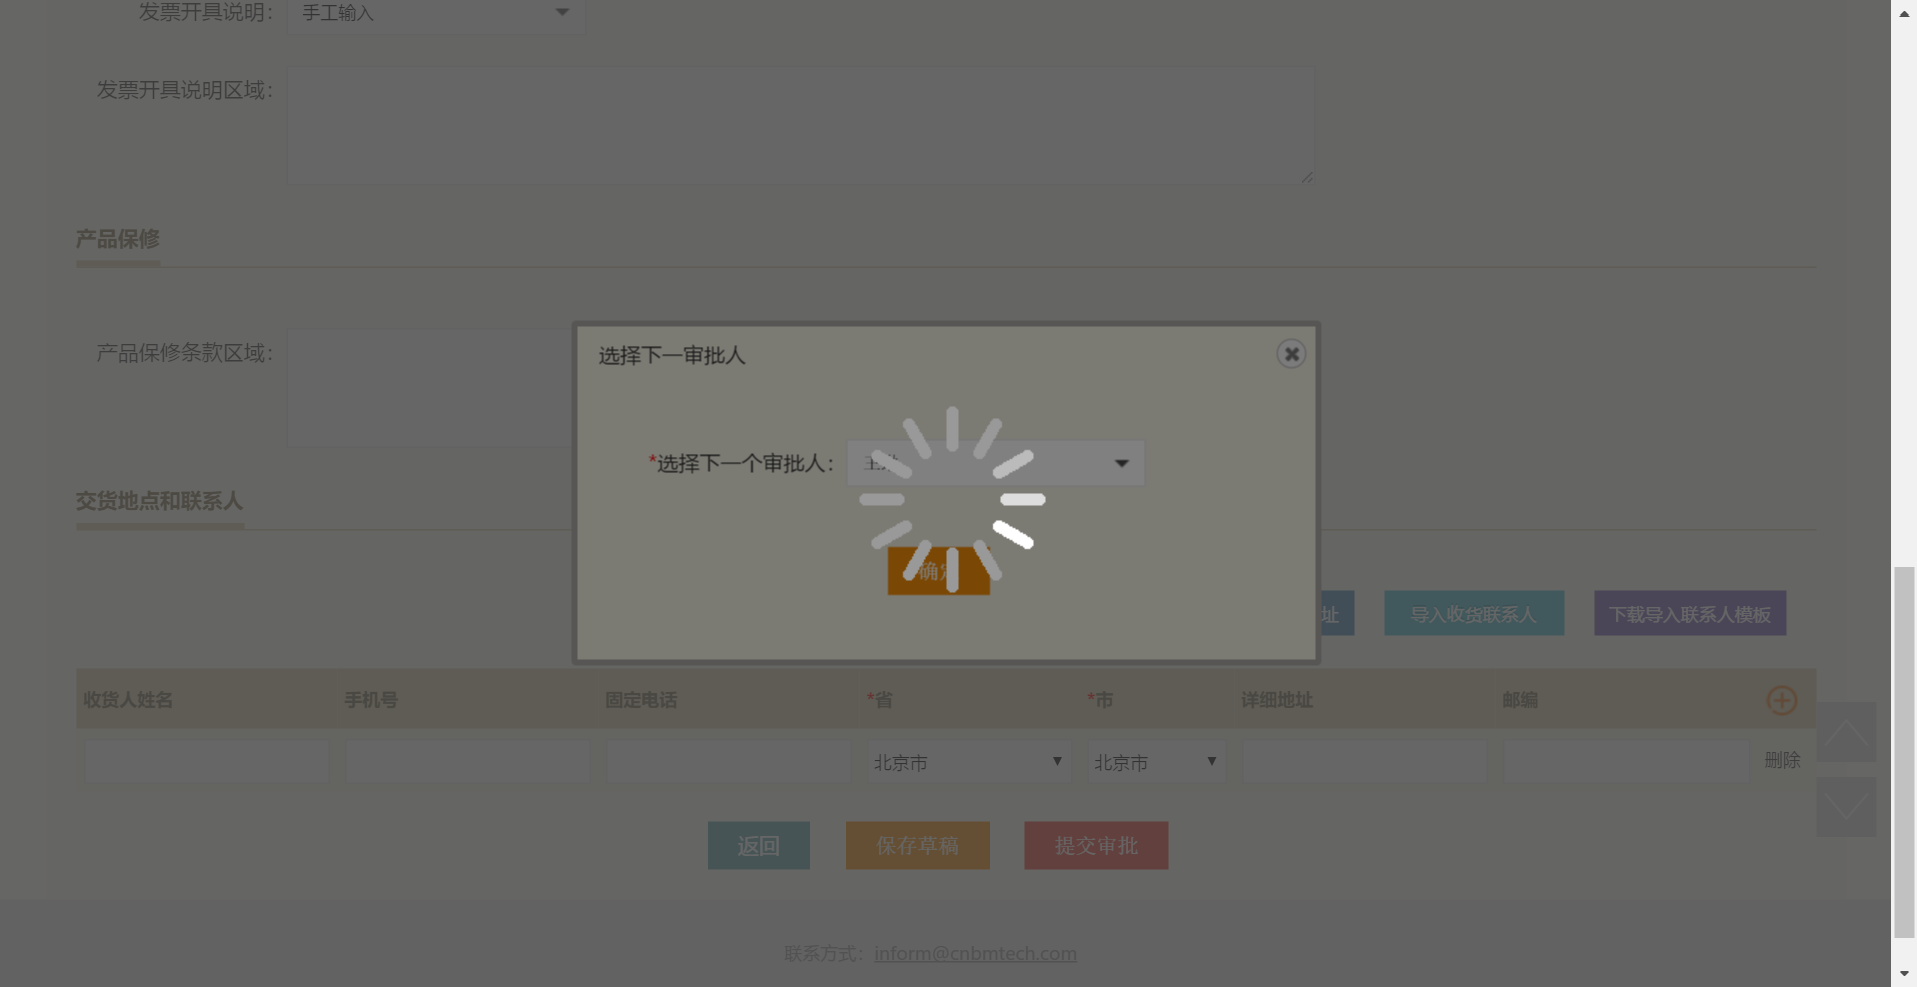 发票开具说明：
手工输入
发票开具说明区域：
产品保修
产品保修条款区域：
选择下一审批人
*选择下一个审批人：
确定
交货地点和联系人
址
导入收货联系人
下载导入联系人模板
收货人姓名 手机号 固定电话 *省 *市 详细地址 邮编
北京市 北京市 删除
返回 保存草稿 提交审批
联系方式：inform@cnbmtech.com